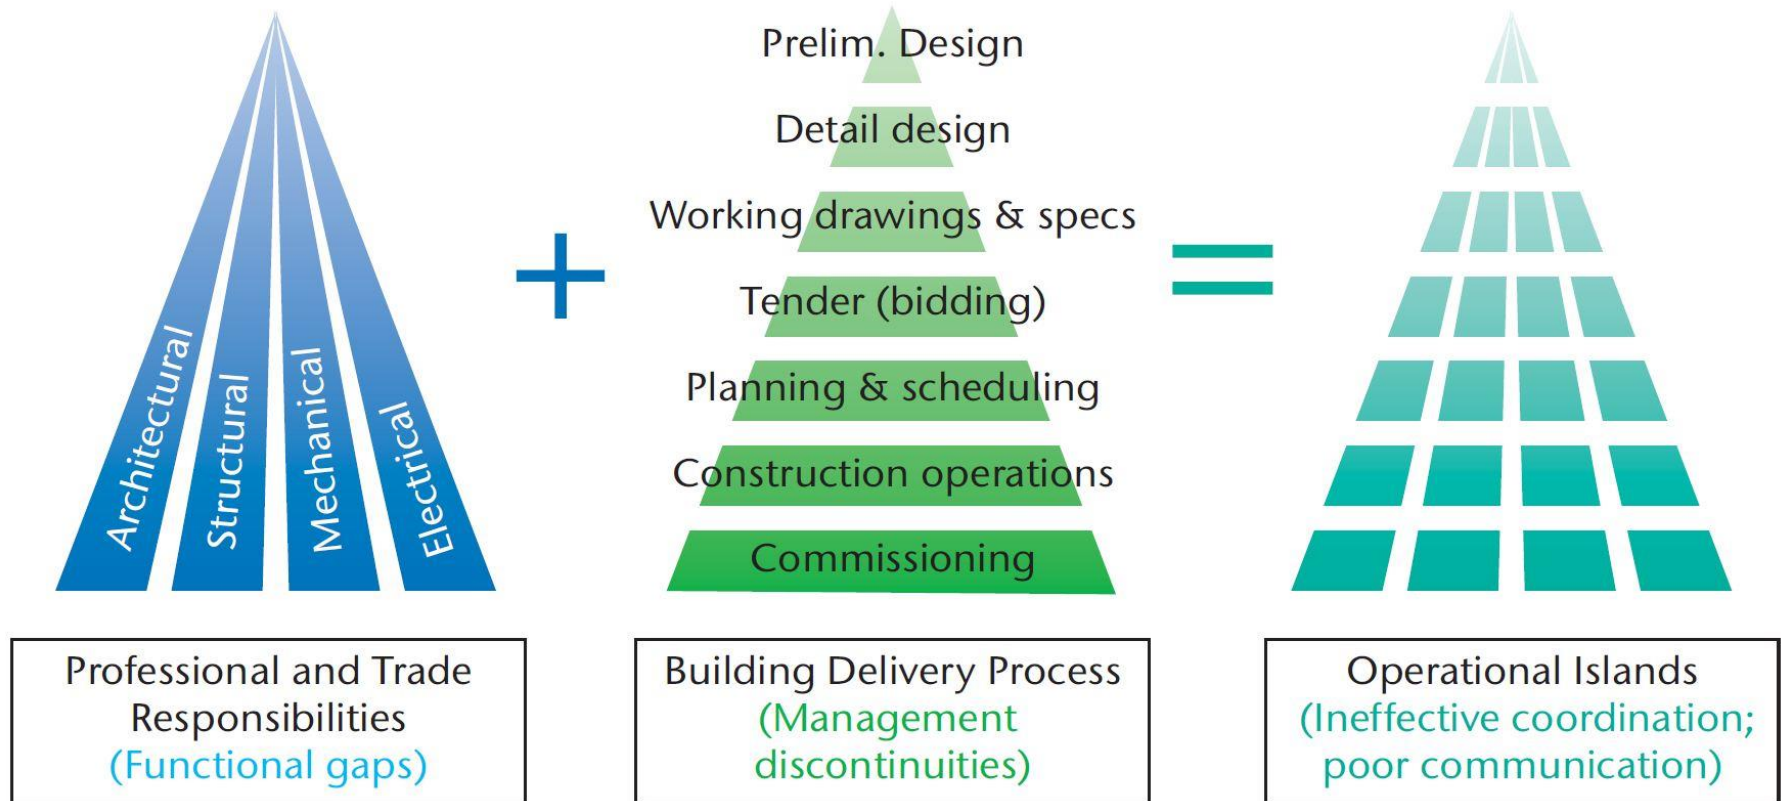 Architectural
Structural
Mechanical
Electrical
+
Prelim. Design
Detail design
Working drawings & specs
Tender (bidding)
Planning & scheduling
Construction operations
Commissioning
=
Professional and Trade
Responsibilities
(Functional gaps)
Building Delivery Process
(Management
discontinuities)
Operational Islands
(Ineffective coordination;
poor communication)